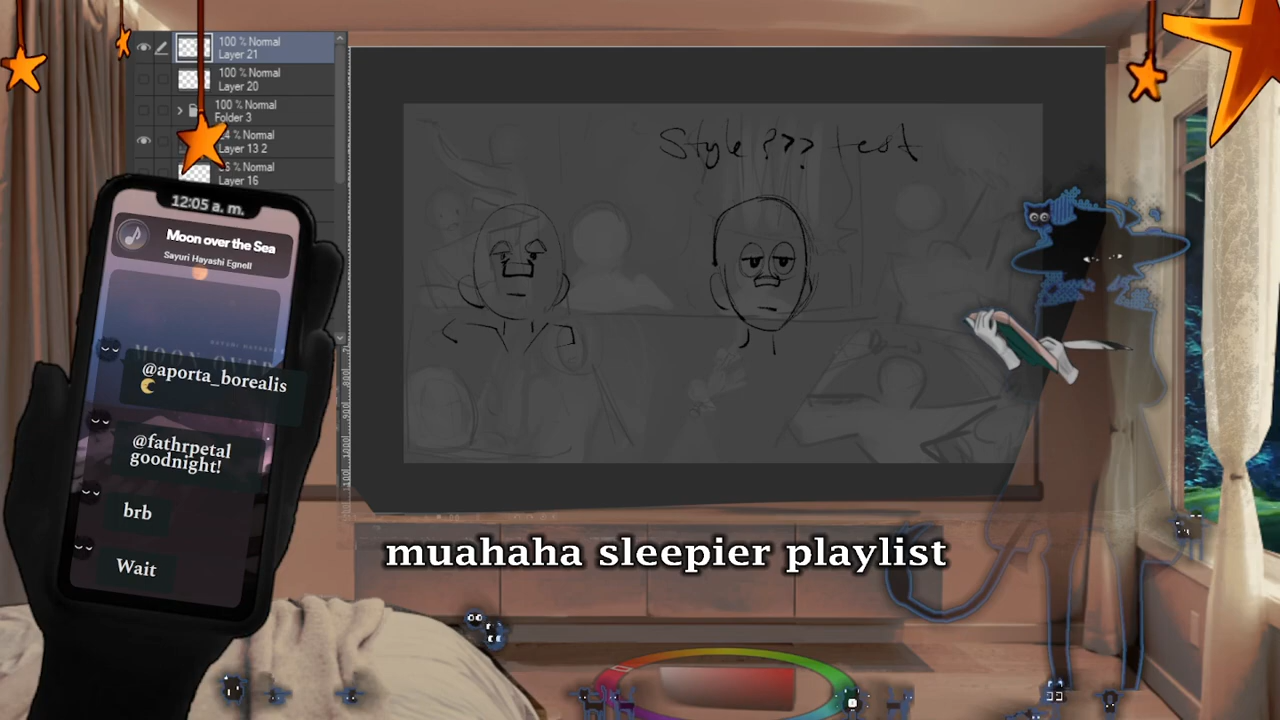 100 % Normal
Layer 21
100 % Normal
Layer 20
100 % Normal
Folder 3
Normal
Layer 13 2
% Normal
Layer 16
Style ??? test
12:05 a. m.
Moon over the Sea
Sayuri Hayashi Egnell
MOON OVER
@aporta_borealis
@fathrpetal
goodnight!
brb
Wait
muahaha sleepier playlist